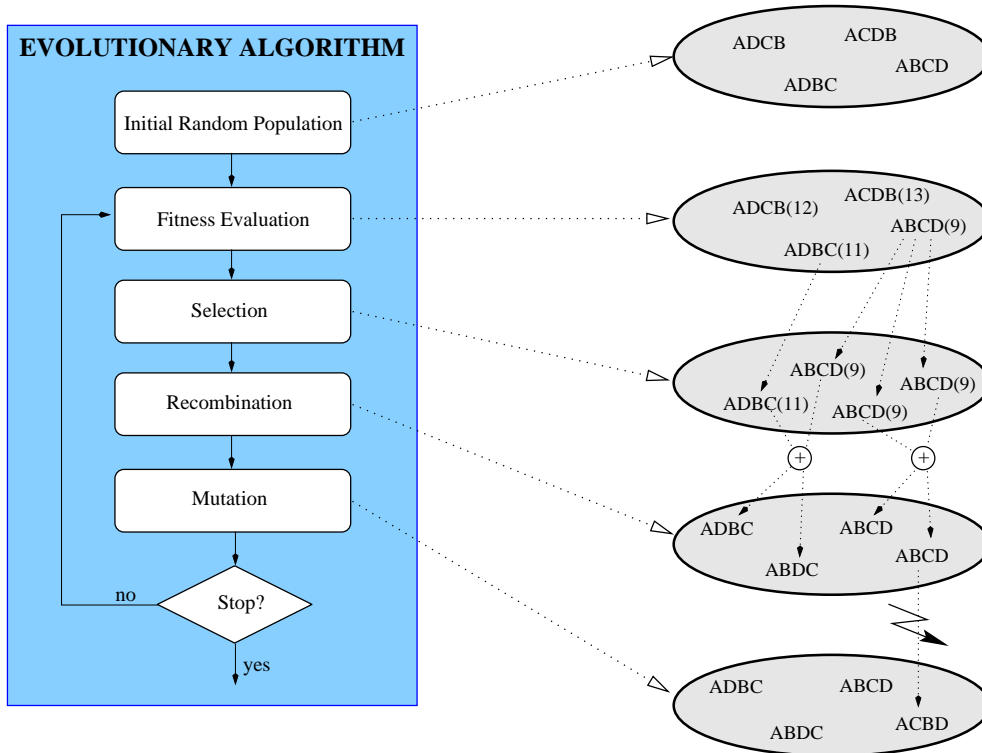 EVOLUTIONARY ALGORITHM
Initial Random Population
Fitness Evaluation
Selection
Recombination
Mutation
Stop?
no
yes
ADCB
ACDB
ABCD
ADBC
ADCB(12)
ACDB(13)
ABCD(9)
ADBC(11)
ABCD(9)
ABCD(9)
ADBC(11)
ABCD(9)
+
+
ADBC
ABCD
ABDC
ABCD
ADBC
ABCD
ABDC
ACBD